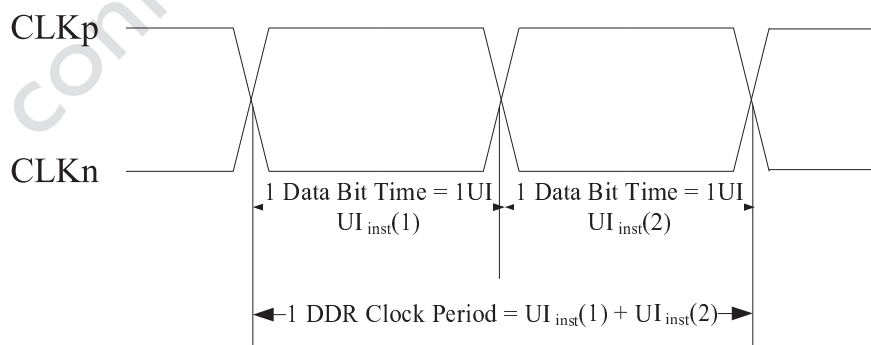 CLKp
CLKn
1 Data Bit Time = 1UI
UI inst(1)
1 Data Bit Time = 1UI
UI inst(2)
1 DDR Clock Period = UI inst(1) + UI inst(2)